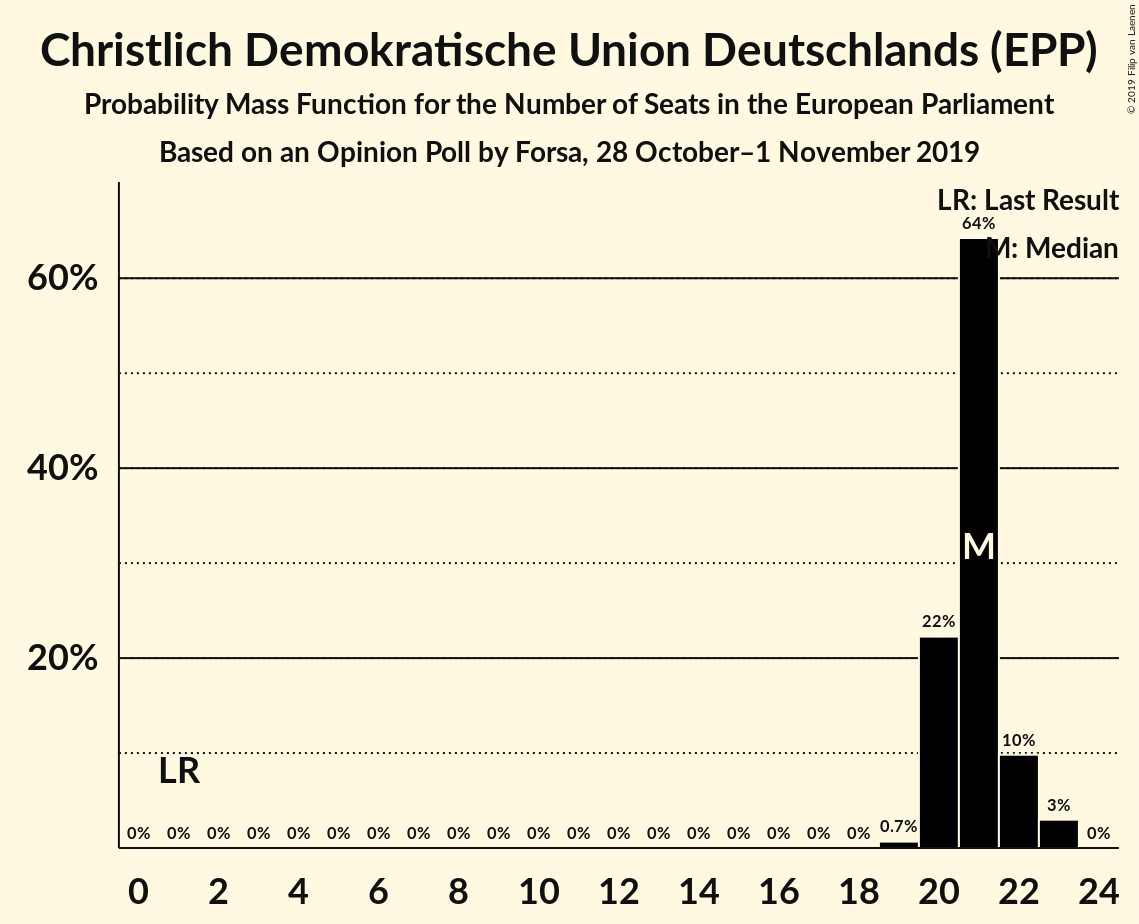 Christlich Demokratische Union Deutschlands (EPP)
Probability Mass Function for the Number of Seats in the European Parliament
Based on an Opinion Poll by Forsa, 28 October–1 November 2019
© 2019 Filip van Laenen
LR: Last Result
M: Median
64%
60%
40%
M
22%
20%
10%
LR
3%
0% 0% 0% 0% 0% 0% 0% 0% 0% 0% 0% 0% 0% 0% 0% 0% 0% 0% 0% 0.7% 0%
0 2 4 6 8 10 12 14 16 18 20 22 24